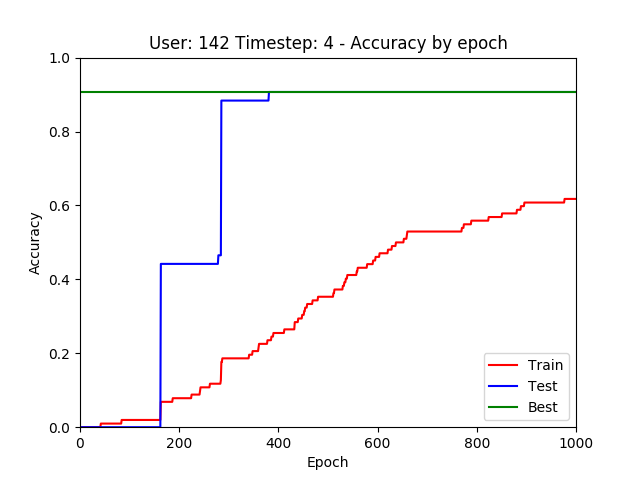 User: 142 Timestep: 4 - Accuracy by epoch
1.0
0.8
0.6
0.4
0.2
0.0
Accuracy
0 200 400 600 800 1000
Epoch
Train
Test
Best